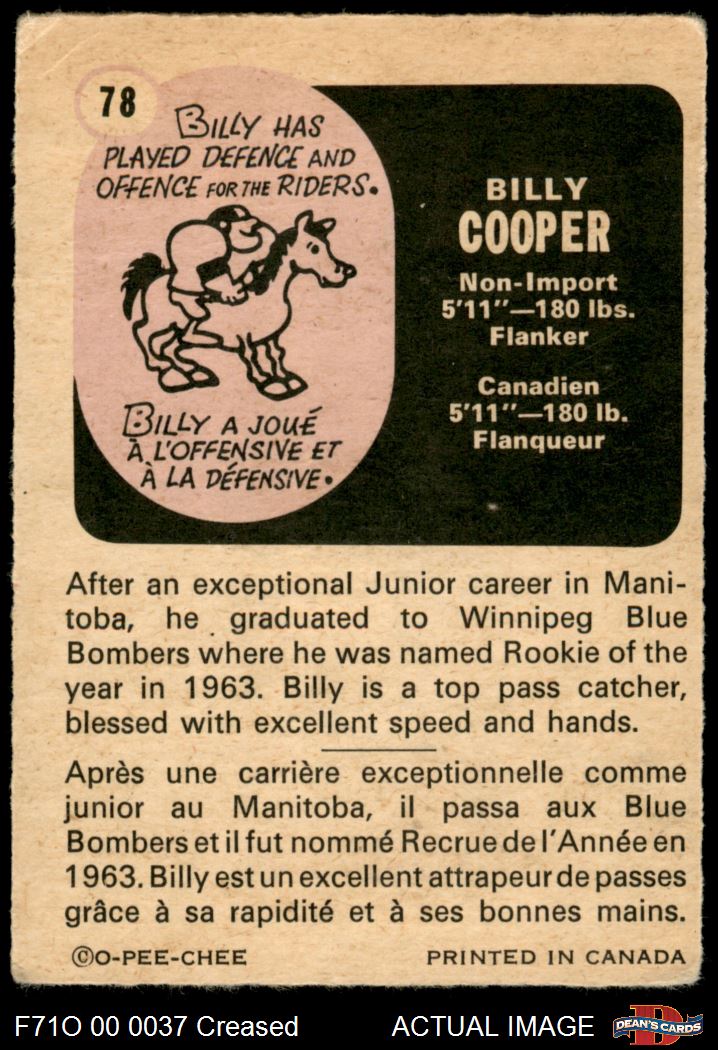 78
BILLY HAS
PLAYED DEFENCE AND
OFFENCE FOR THE RIDERS.
BILLY A JOUÉ
À L'OFFENSIVE ET
À LA DÉFENSIVE.
BILLY
COOPER
Non-Import
5'11"—180 lbs.
Flanker
Canadien
5'11"—180 lb.
Flanqueur
After an exceptional Junior career in Mani-
toba, he graduated to Winnipeg Blue
Bombers where he was named Rookie of the
year in 1963. Billy is a top pass catcher,
blessed with excellent speed and hands.
Après une carrière exceptionnelle comme
junior au Manitoba, il passa aux Blue
Bombers et il fut nommé Recrue de l'Année en
1963. Billy est un excellent attrapeur de passes
grâce à sa rapidité et à ses bonnes mains.
©O-PEE-CHEE PRINTED IN CANADA
F71O 00 0037 Creased ACTUAL IMAGE DEAN'S CARDS